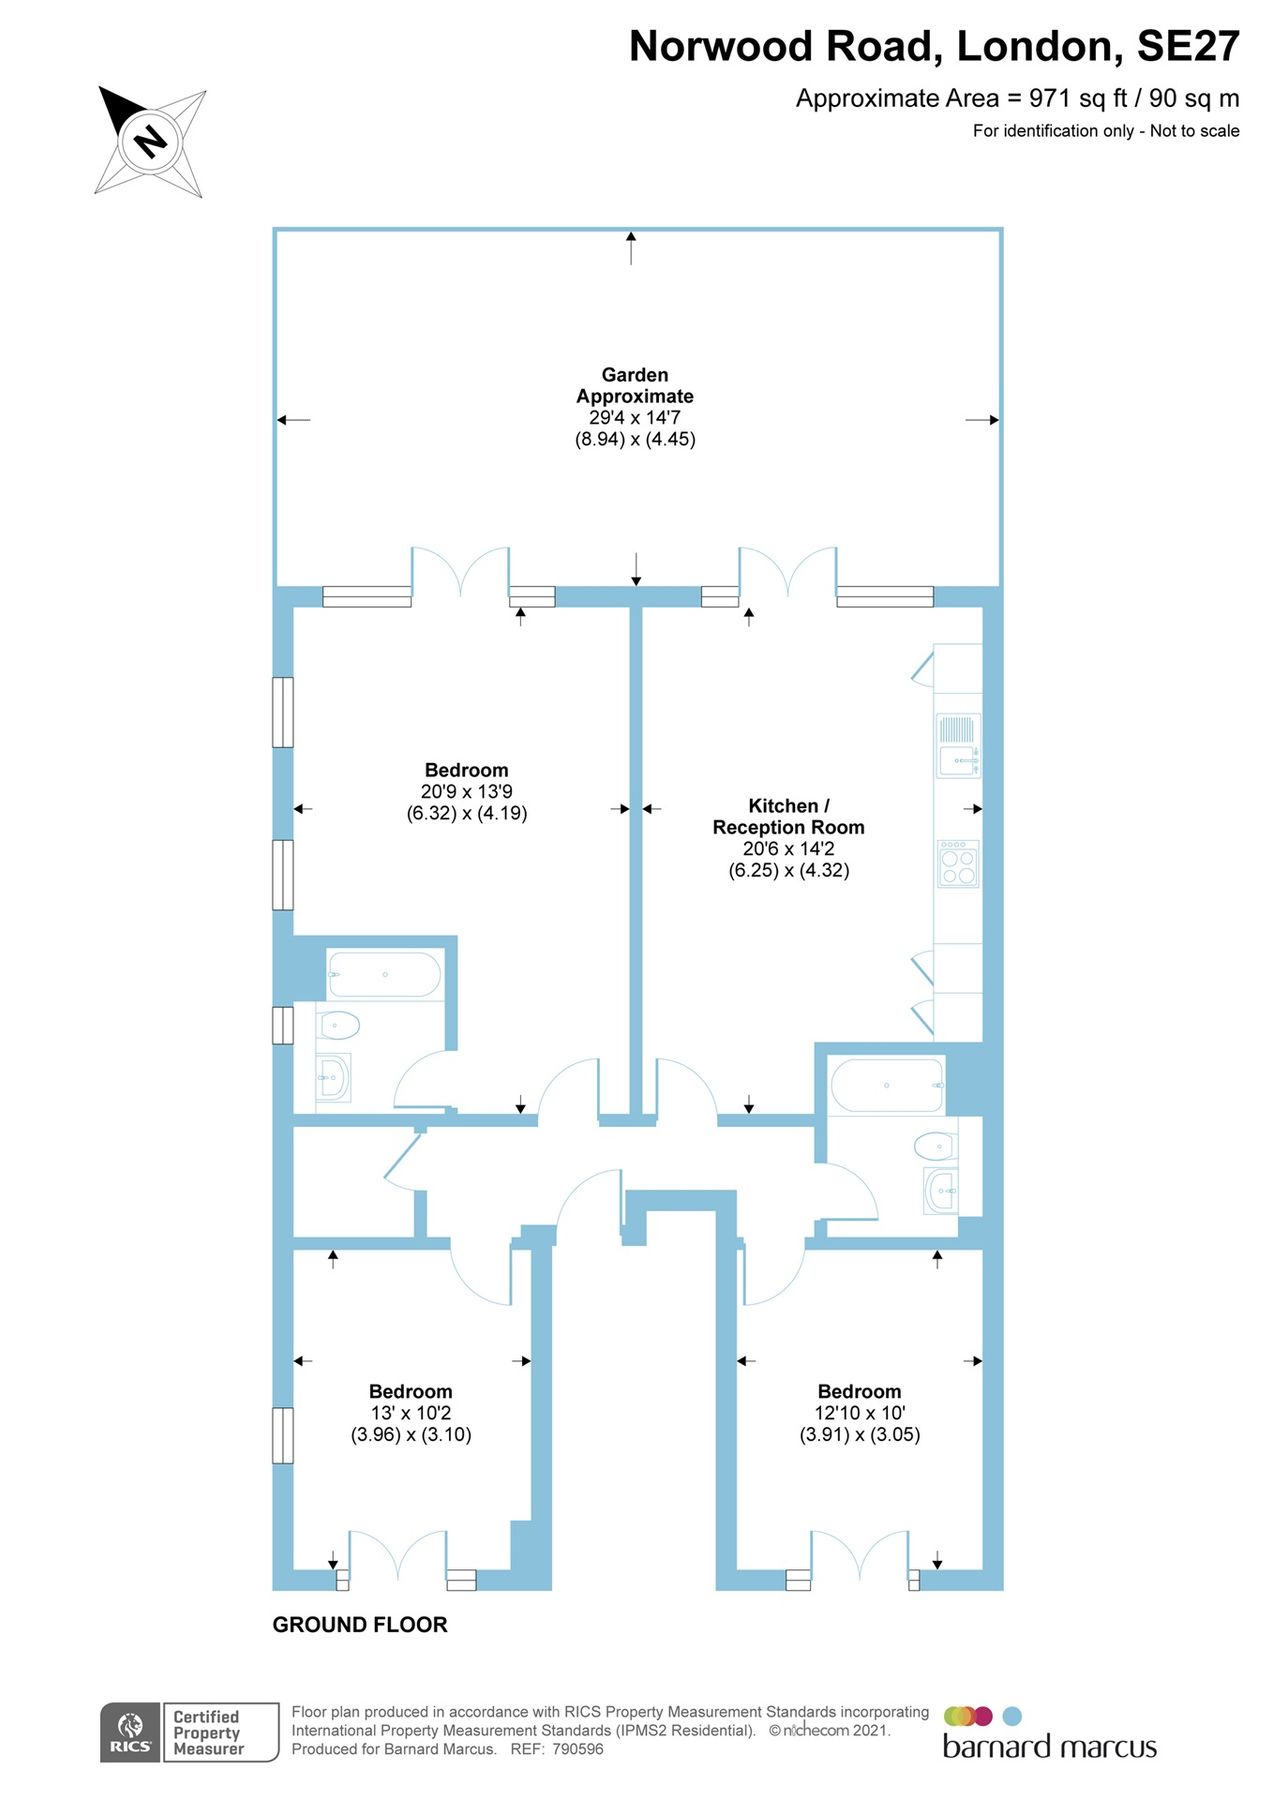 Norwood Road, London, SE27
Approximate Area = 971 sq ft / 90 sq m
For identification only - Not to scale
N
Garden
Approximate
29'4 x 14'7
(8.94) x (4.45)
Bedroom
20'9 x 13'9
(6.32) x (4.19)
Kitchen /
Reception Room
20'6 x 14'2
(6.25) x (4.32)
Bedroom
13' x 10'2
(3.96) x (3.10)
Bedroom
12'10 x 10'
(3.91) x (3.05)
GROUND FLOOR
RICS
Certified
Property
Measurer
Floor plan produced in accordance with RICS Property Measurement Standards incorporating
International Property Measurement Standards (IPMS2 Residential). © nichecom 2021.
Produced for Barnard Marcus. REF: 790596
barnard marcus